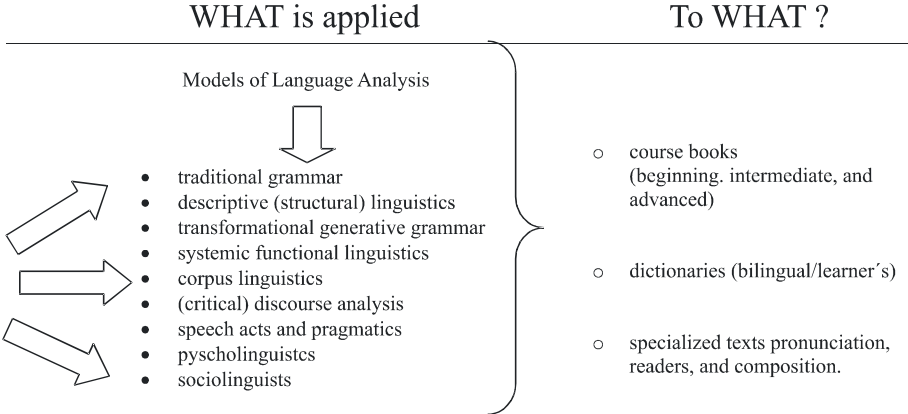 WHAT is applied
To WHAT ?
Models of Language Analysis
• traditional grammar
• descriptive (structural) linguistics
• transformational generative grammar
• systemic functional linguistics
• corpus linguistics
• (critical) discourse analysis
• speech acts and pragmatics
• pyscholinguistcs
• sociolinguists
○ course books
(beginning. intermediate, and
advanced)
○ dictionaries (bilingual/learner´s)
○ specialized texts pronunciation,
readers, and composition.